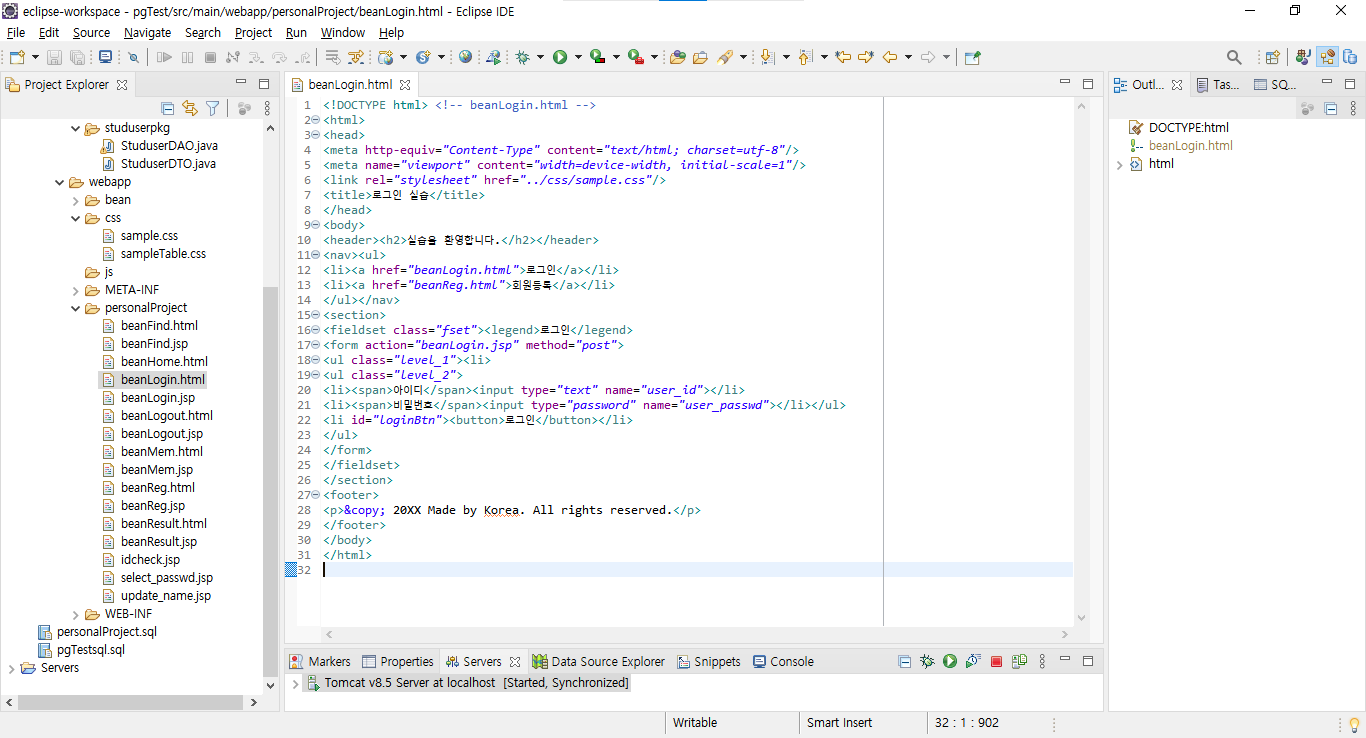 eclipse-workspace - pgTest/src/main/webapp/personalProject/beanLogin.html - Eclipse IDE
File Edit Source Navigate Search Project Run Window Help
Project Explorer
studuserpkg
StuduserDAO.java
StuduserDTO.java
webapp
bean
css
sample.css
sampleTable.css
js
META-INF
personalProject
beanFind.html
beanFind.jsp
beanHome.html
beanLogin.html
beanLogin.jsp
beanLogout.html
beanLogout.jsp
beanMem.html
beanMem.jsp
beanReg.html
beanReg.jsp
beanResult.html
beanResult.jsp
idcheck.jsp
select_passwd.jsp
update_name.jsp
WEB-INF
personalProject.sql
pgTestsql.sql
Servers
beanLogin.html
1 <!DOCTYPE html> <!-- beanLogin.html -->
2 <html>
3 <head>
4 <meta http-equiv="Content-Type" content="text/html; charset=utf-8"/>
5 <meta name="viewport" content="width=device-width, initial-scale=1"/>
6 <link rel="stylesheet" href="../css/sample.css"/>
7 <title>로그인 실습</title>
8 </head>
9 <body>
10 <header><h2>실습을 환영합니다.</h2></header>
11 <nav><ul>
12 <li><a href="beanLogin.html">로그인</a></li>
13 <li><a href="beanReg.html">회원등록</a></li>
14 </ul></nav>
15 <section>
16 <fieldset class="fset"><legend>로그인</legend>
17 <form action="beanLogin.jsp" method="post">
18 <ul class="level_1"><li>
19 <ul class="level_2">
20 <li><span>아이디</span><input type="text" name="user_id"></li>
21 <li><span>비밀번호</span><input type="password" name="user_passwd"></li></ul>
22 <li id="loginBtn"><button>로그인</button></li>
23 </ul>
24 </form>
25 </fieldset>
26 </section>
27 <footer>
28 <p>&copy; 20XX Made by Korea. All rights reserved.</p>
29 </footer>
30 </body>
31 </html>
32
Outl... Tas... SQ...
DOCTYPE:html
beanLogin.html
html
Markers Properties Servers Data Source Explorer Snippets Console
Tomcat v8.5 Server at localhost [Started, Synchronized]
Writable Smart Insert 32 : 1 : 902